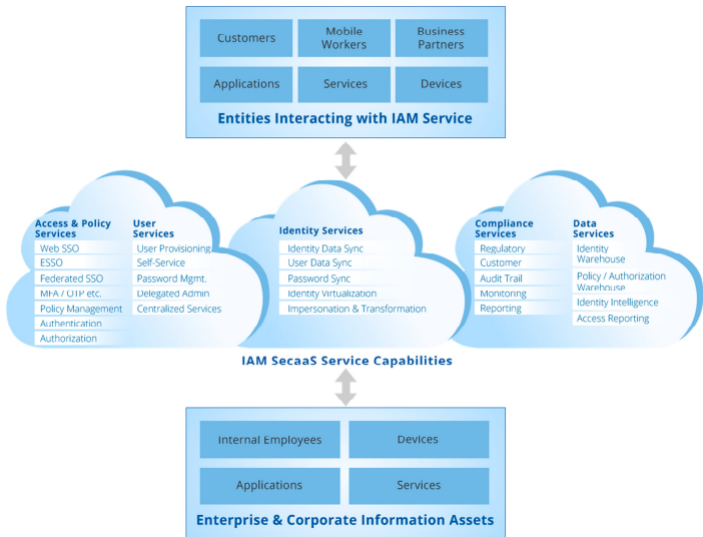 Customers
Mobile
Workers
Business
Partners
Applications
Services
Devices
Entities Interacting with IAM Service
Access & Policy
Services
Web SSO
ESSO
Federated SSO
MFA / OTP etc.
Policy Management
Authentication
Authorization
User
Services
User Provisioning
Self-Service
Password Mgmt.
Delegated Admin
Centralized Services
Identity Services
Identity Data Sync
User Data Sync
Password Sync
Identity Virtualization
Impersonation & Transformation
Compliance
Services
Regulatory
Customer
Audit Trail
Monitoring
Reporting
Data
Services
Identity
Warehouse
Policy / Authorization
Warehouse
Identity Intelligence
Access Reporting
IAM SecaaS Service Capabilities
Internal Employees
Devices
Applications
Services
Enterprise & Corporate Information Assets